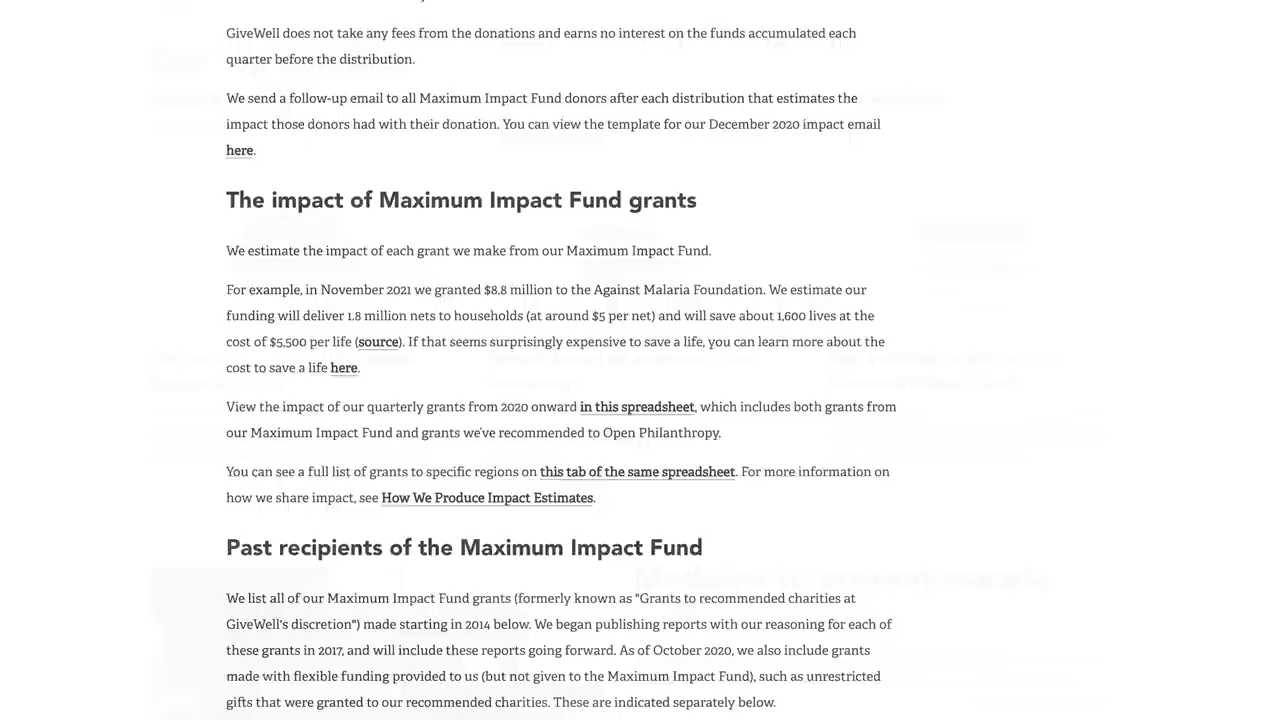 GiveWell does not take any fees from the donations and earns no interest on the funds accumulated each
quarter before the distribution.
We send a follow-up email to all Maximum Impact Fund donors after each distribution that estimates the
impact those donors had with their donation. You can view the template for our December 2020 impact email
here.
The impact of Maximum Impact Fund grants
We estimate the impact of each grant we make from our Maximum Impact Fund.
For example, in November 2021 we granted $8.8 million to the Against Malaria Foundation. We estimate our
funding will deliver 1.8 million nets to households (at around $5 per net) and will save about 1,600 lives at the
cost of $5,500 per life (source). If that seems surprisingly expensive to save a life, you can learn more about the
cost to save a life here.
View the impact of our quarterly grants from 2020 onward in this spreadsheet, which includes both grants from
our Maximum Impact Fund and grants we've recommended to Open Philanthropy.
You can see a full list of grants to specific regions on this tab of the same spreadsheet. For more information on
how we share impact, see How We Produce Impact Estimates.
Past recipients of the Maximum Impact Fund
We list all of our Maximum Impact Fund grants (formerly known as "Grants to recommended charities at
GiveWell's discretion") made starting in 2014 below. We began publishing reports with our reasoning for each of
these grants in 2017, and will include these reports going forward. As of October 2020, we also include grants
made with flexible funding provided to us (but not given to the Maximum Impact Fund), such as unrestricted
gifts that were granted to our recommended charities. These are indicated separately below.